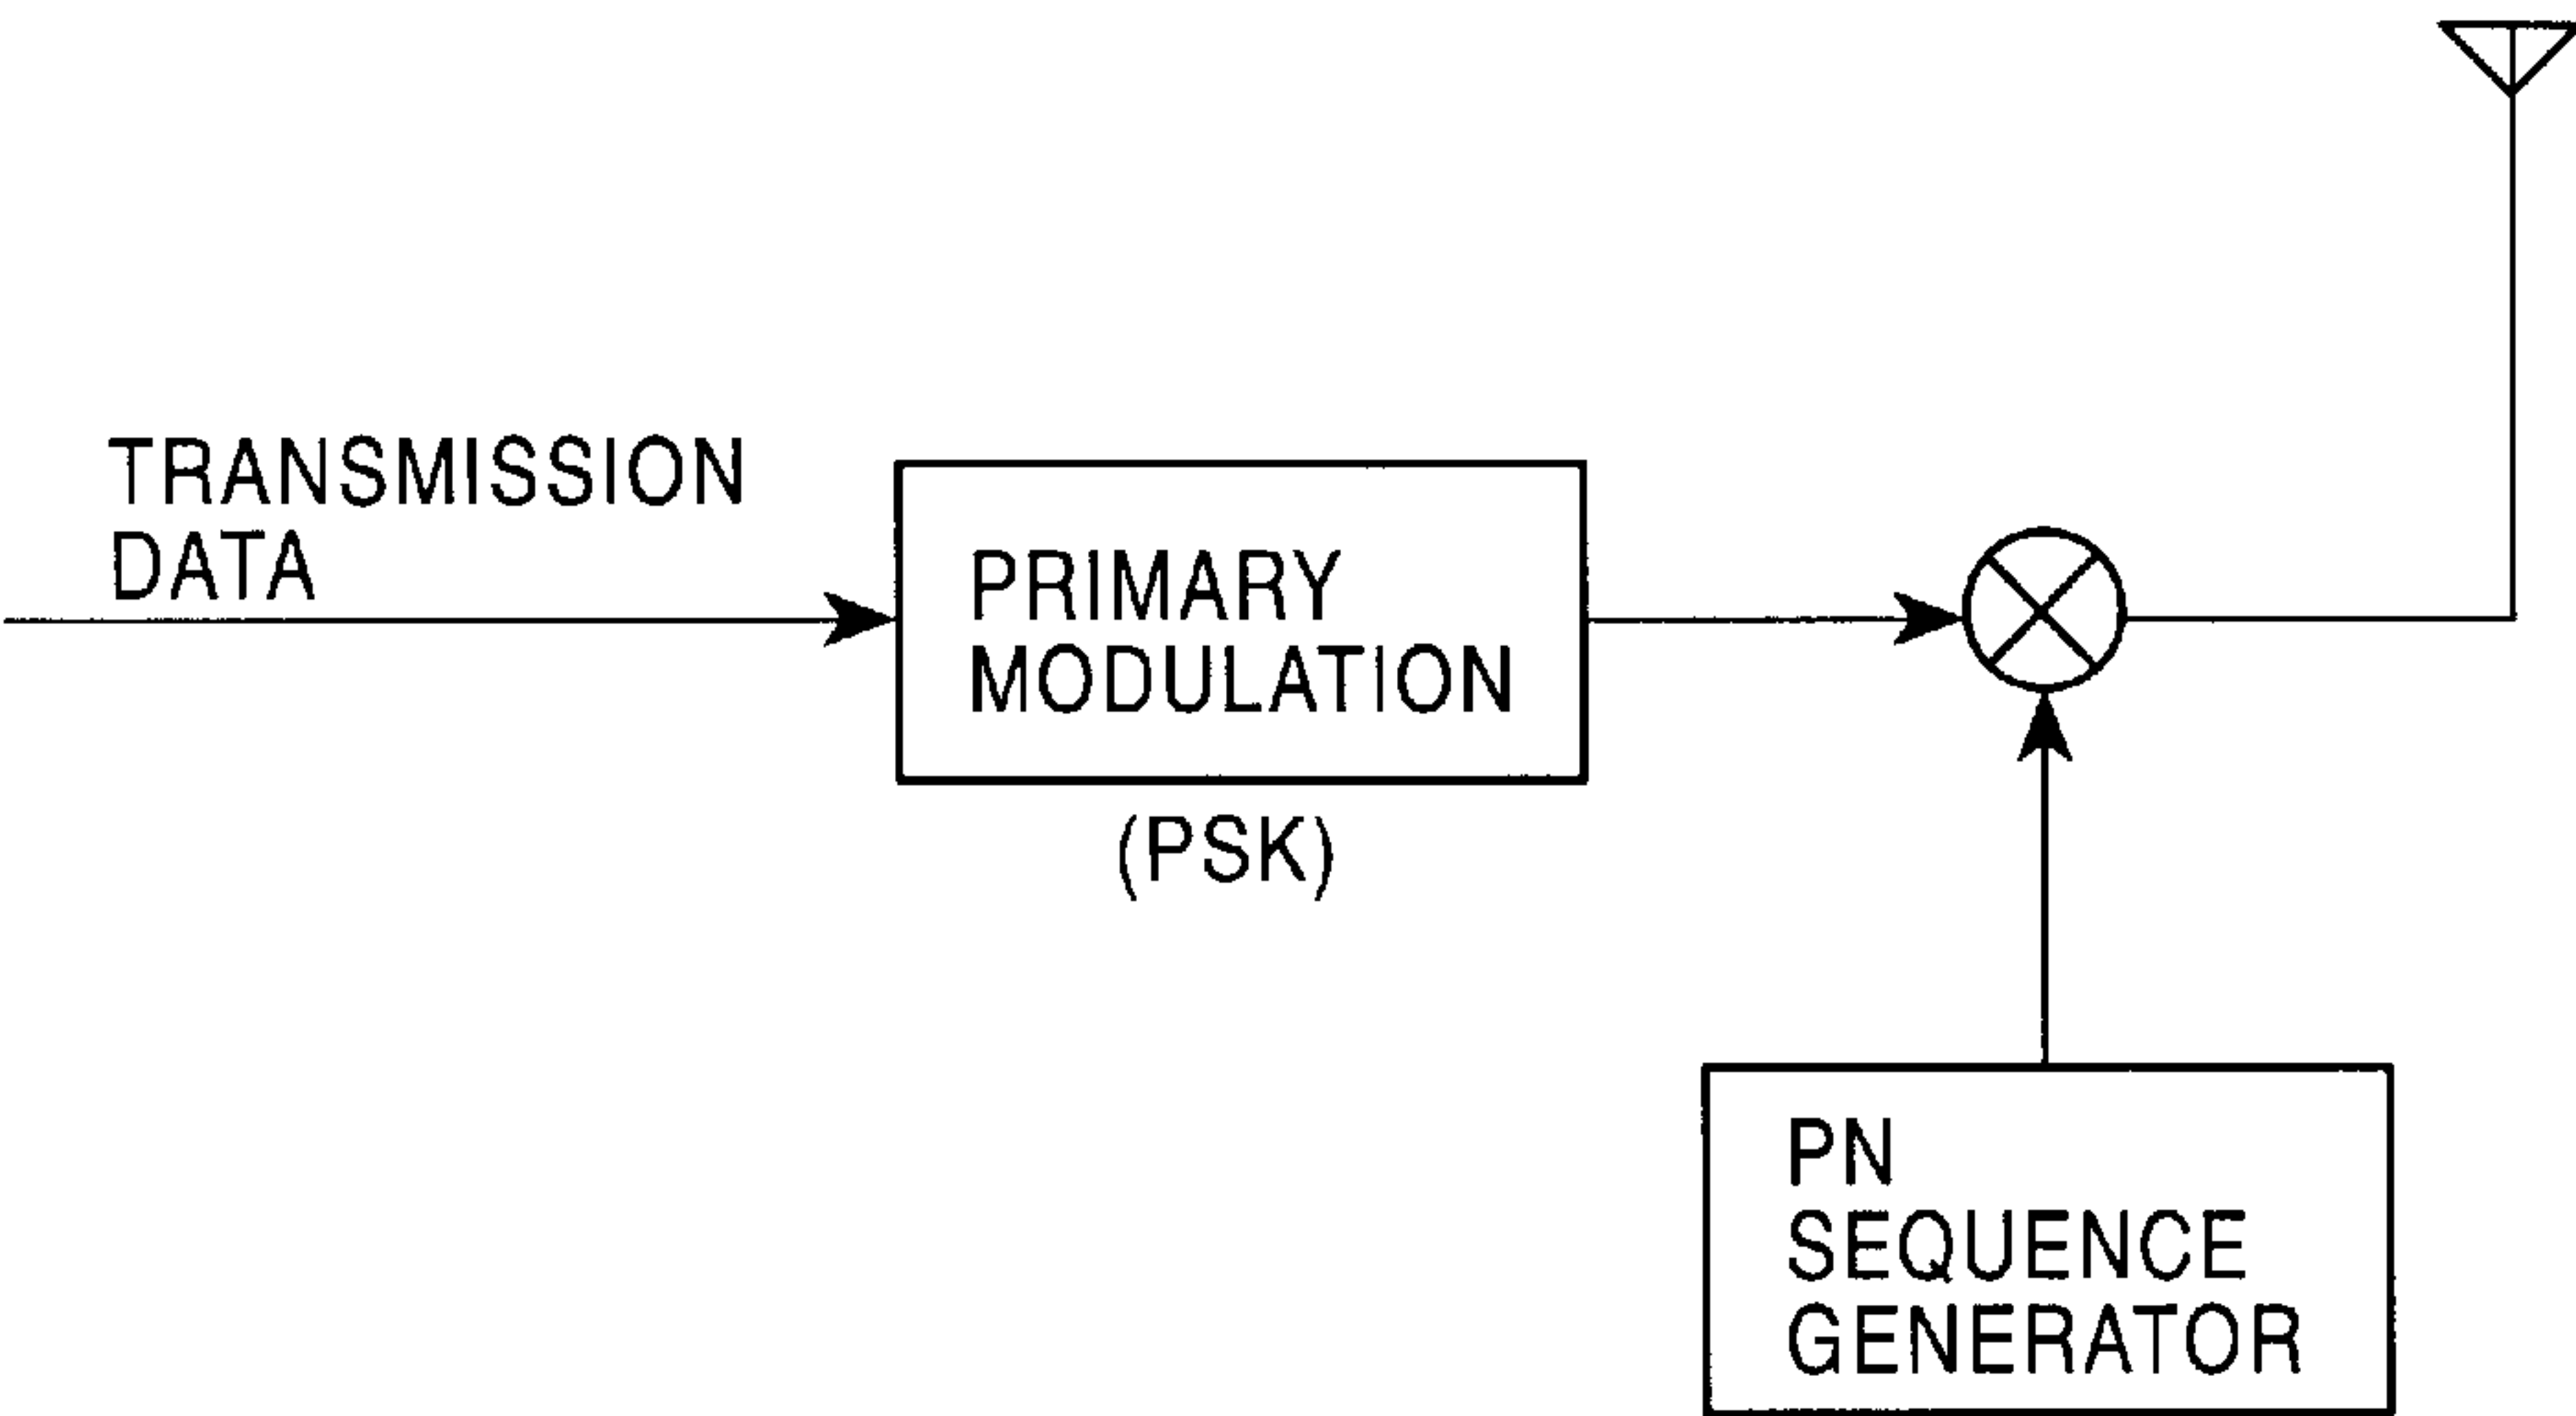 TRANSMISSION
DATA
PRIMARY
MODULATION
(PSK)
PN
SEQUENCE
GENERATOR